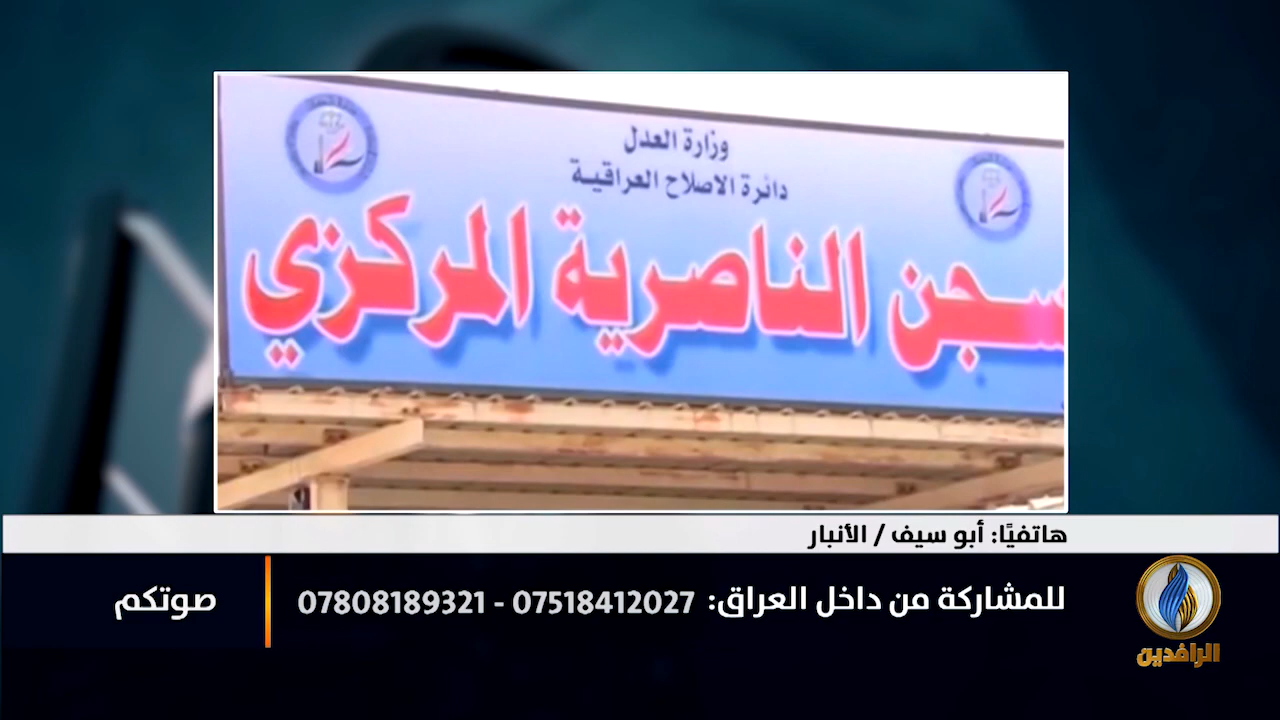 وزارة العدل
دائرة الاصلاح العراقية
سجن الناصرية المركزي
هاتفيًا: أبو سيف / الأنبار
للمشاركة من داخل العراق: 07518412027 - 07808189321
صوتكم
الرافدين